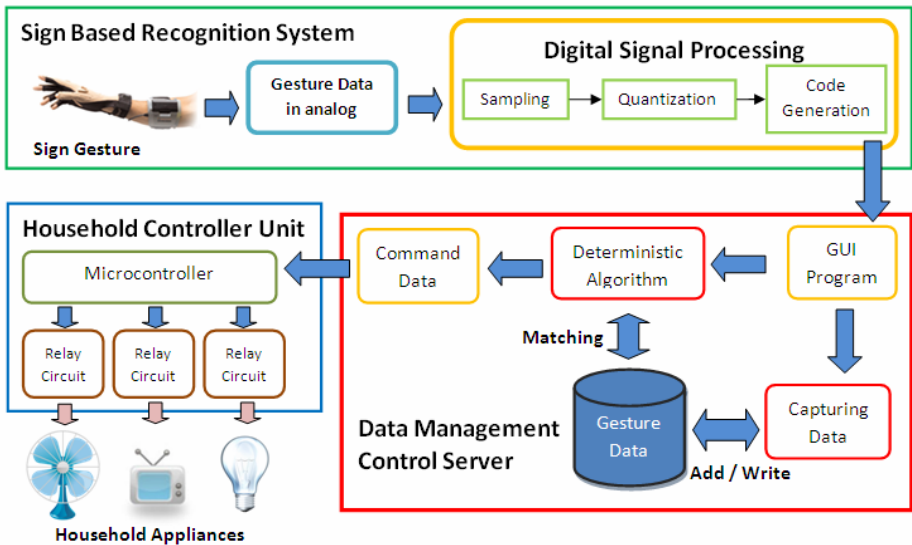 Sign Based Recognition System
Sign Gesture
Gesture Data
in analog
Digital Signal Processing
Sampling
Quantization
Code
Generation
Household Controller Unit
Microcontroller
Relay
Circuit
Relay
Circuit
Relay
Circuit
Household Appliances
Command
Data
Deterministic
Algorithm
GUI
Program
Matching
Gesture
Data
Capturing
Data
Add / Write
Data Management
Control Server